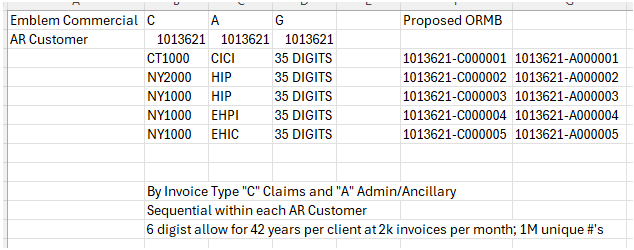 Emblem Commercial C A G Proposed ORMB
AR Customer 1013621 1013621 1013621
CT1000 CICI 35 DIGITS 1013621-C000001 1013621-A000001
NY2000 HIP 35 DIGITS 1013621-C000002 1013621-A000002
NY1000 HIP 35 DIGITS 1013621-C000003 1013621-A000003
NY1000 EHPI 35 DIGITS 1013621-C000004 1013621-A000004
NY1000 EHIC 35 DIGITS 1013621-C000005 1013621-A000005
By Invoice Type "C" Claims and "A" Admin/Ancillary
Sequential within each AR Customer
6 digist allow for 42 years per client at 2k invoices per month; 1M unique #'s